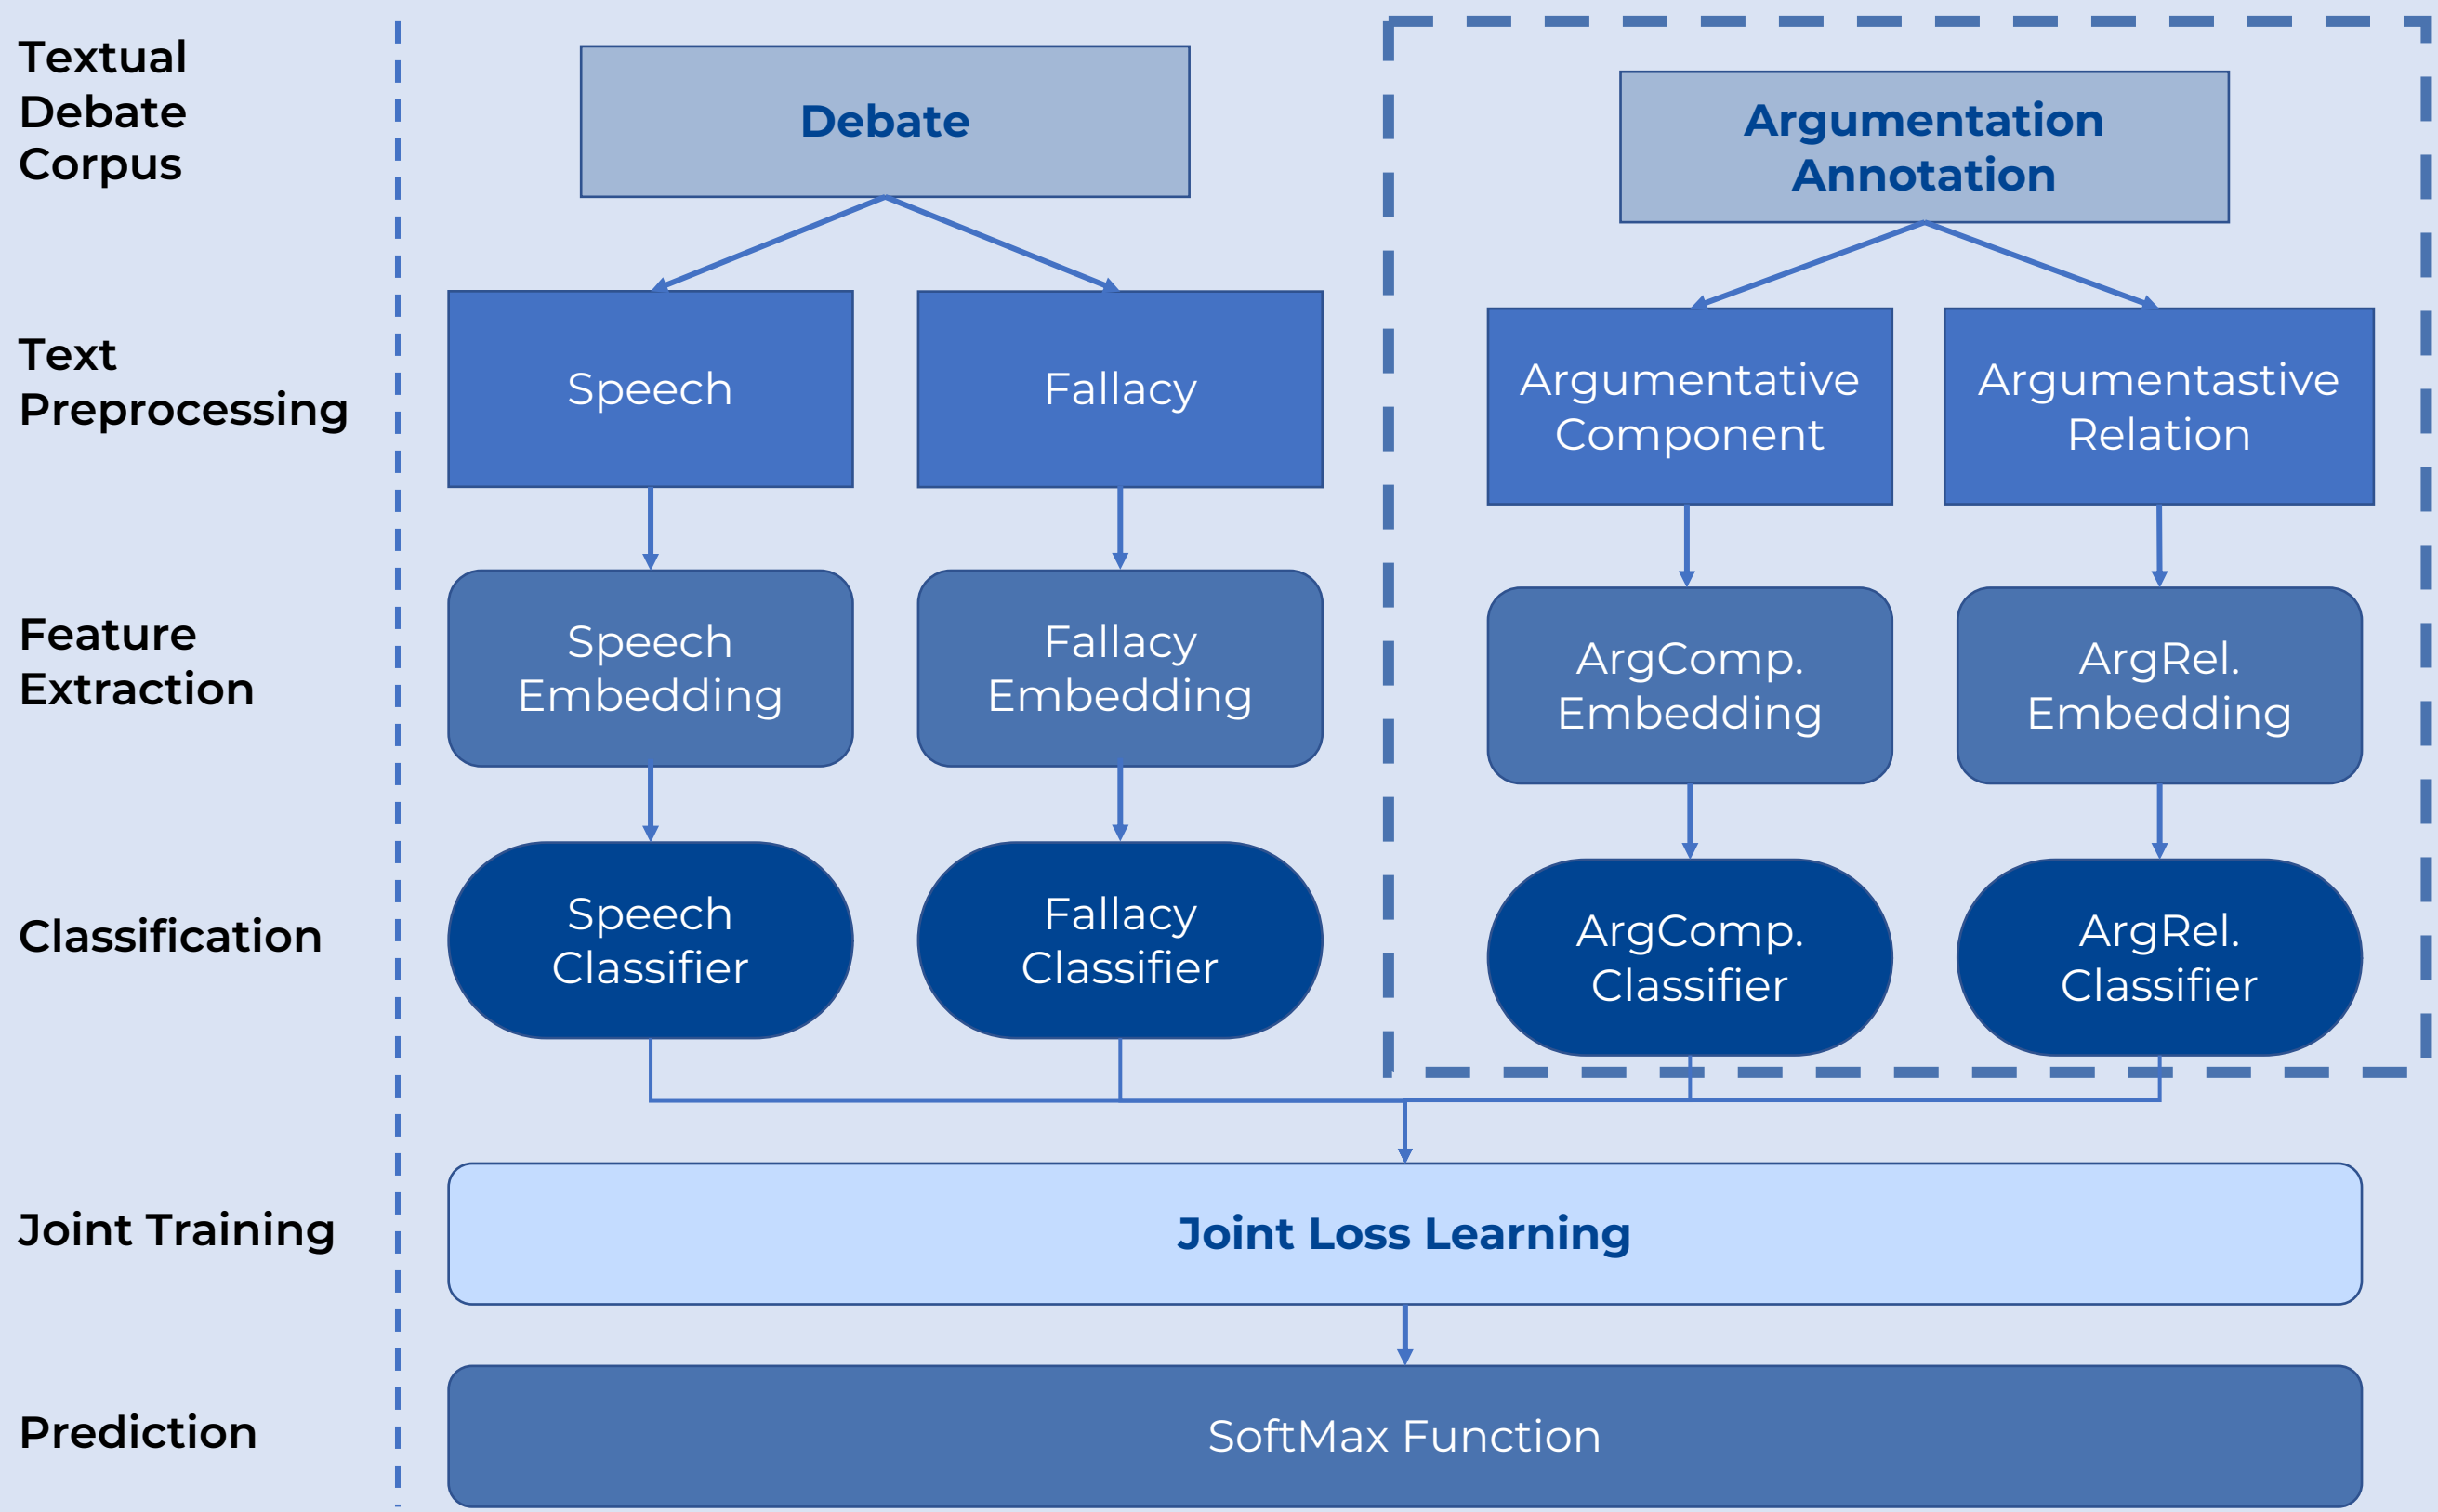 Textual
Debate
Corpus
Debate
Argumentation
Annotation
Text
Preprocessing
Speech
Fallacy
Argumentative
Component
Argumentastive
Relation
Feature
Extraction
Speech
Embedding
Fallacy
Embedding
ArgComp.
Embedding
ArgRel.
Embedding
Classification
Speech
Classifier
Fallacy
Classifier
ArgComp.
Classifier
ArgRel.
Classifier
Joint Training
Joint Loss Learning
Prediction
SoftMax Function